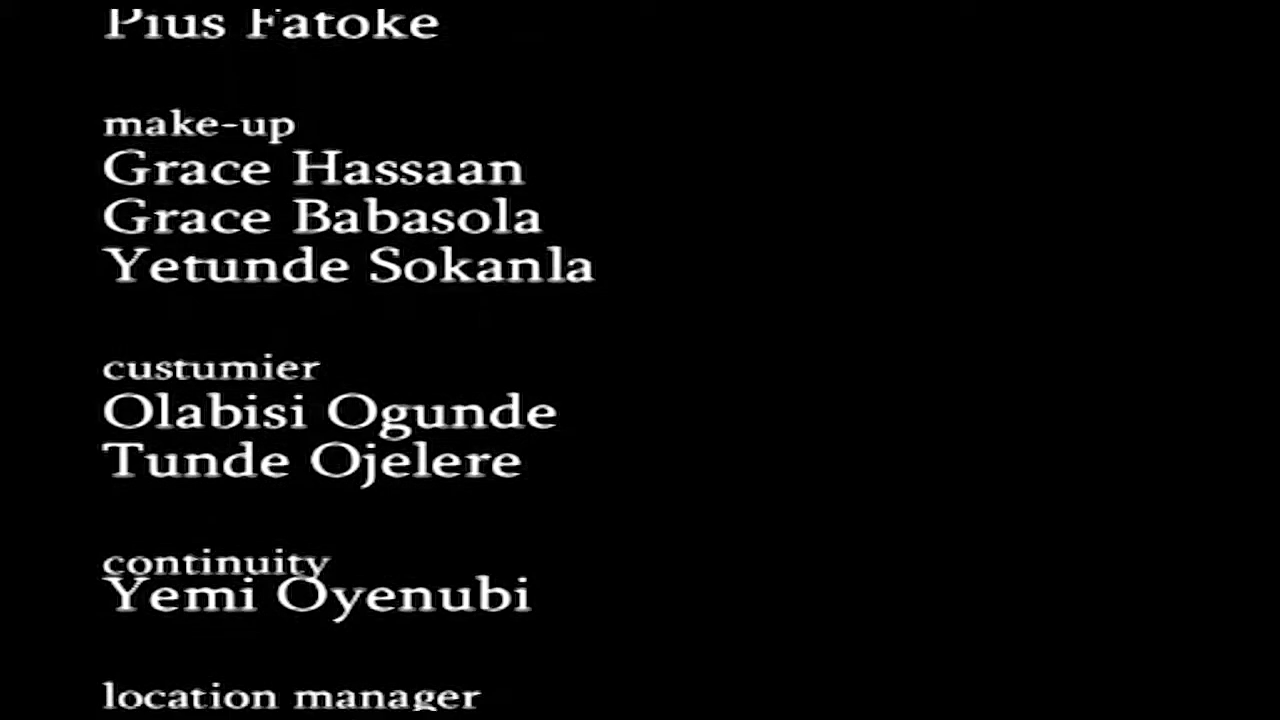 Pius Fatoke
make-up
Grace Hassaan
Grace Babasola
Yetunde Sokanla
custumier
Olabisi Ogunde
Tunde Ojelere
continuity
Yemi Oyenubi
location manager